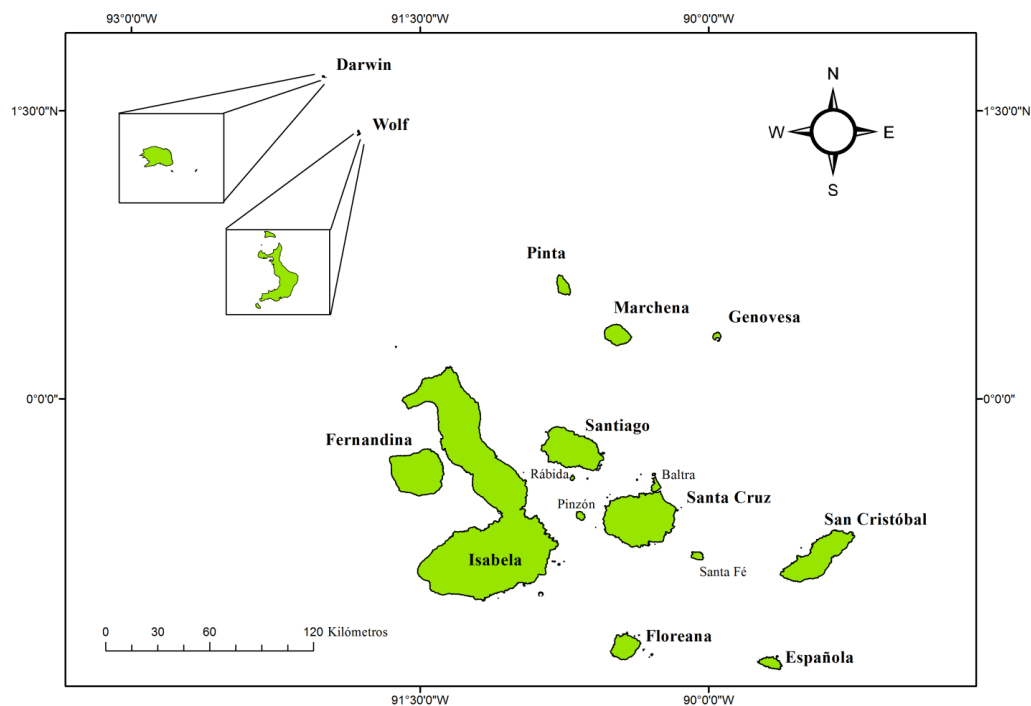 93°0'0"W 91°30'0"W 90°0'0"W
Darwin
1°30'0"N 1°30'0"N
Wolf
N
W E
S
Pinta
Marchena
Genovesa
0°0'0" 0°0'0"
Santiago
Fernandina
Rábida
Baltra
Pinzón
Santa Cruz
San Cristóbal
Isabela
Santa Fé
0 30 60 120 Kilómetros
Floreana
Española
91°30'0"W 90°0'0"W